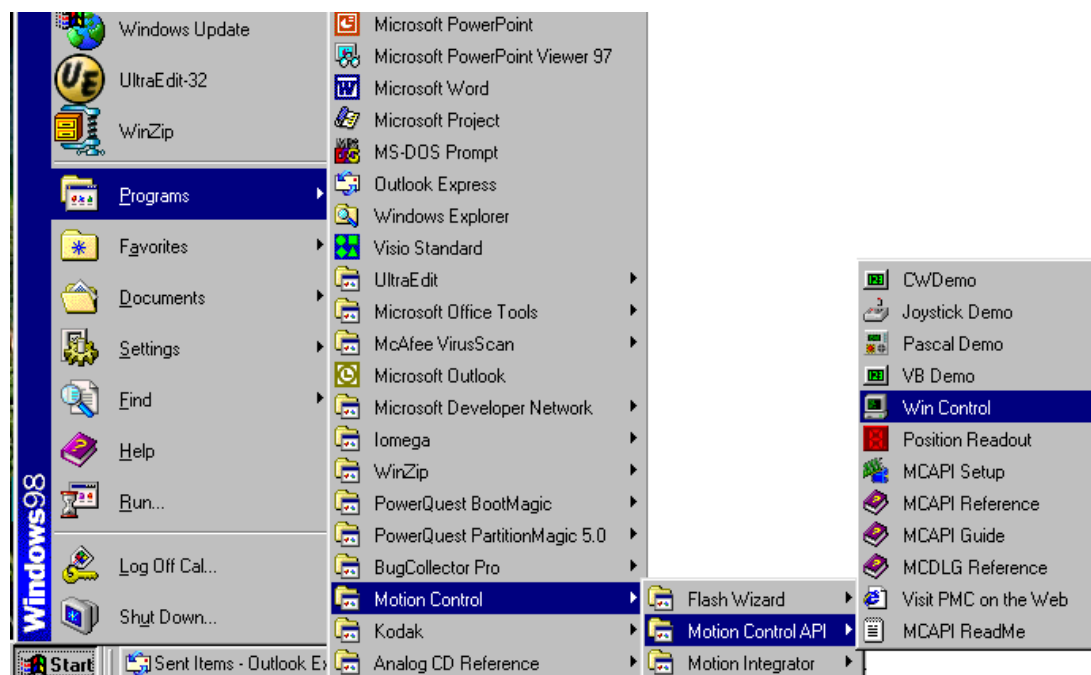 Windows Update
UltraEdit-32
WinZip
Programs
Favorites
Documents
Settings
Find
Help
Run...
Log Off Cal...
Shut Down...
Windows98
Start
Sent Items - Outlook Ex
Microsoft PowerPoint
Microsoft PowerPoint Viewer 97
Microsoft Word
Microsoft Project
MS-DOS Prompt
Outlook Express
Windows Explorer
Visio Standard
UltraEdit
Microsoft Office Tools
McAfee VirusScan
Microsoft Outlook
Microsoft Developer Network
Iomega
WinZip
PowerQuest BootMagic
PowerQuest PartitionMagic 5.0
BugCollector Pro
Motion Control
Kodak
Analog CD Reference
Flash Wizard
Motion Control API
Motion Integrator
CWDemo
Joystick Demo
Pascal Demo
VB Demo
Win Control
Position Readout
MCAPI Setup
MCAPI Reference
MCAPI Guide
MCDLG Reference
Visit PMC on the Web
MCAPI ReadMe